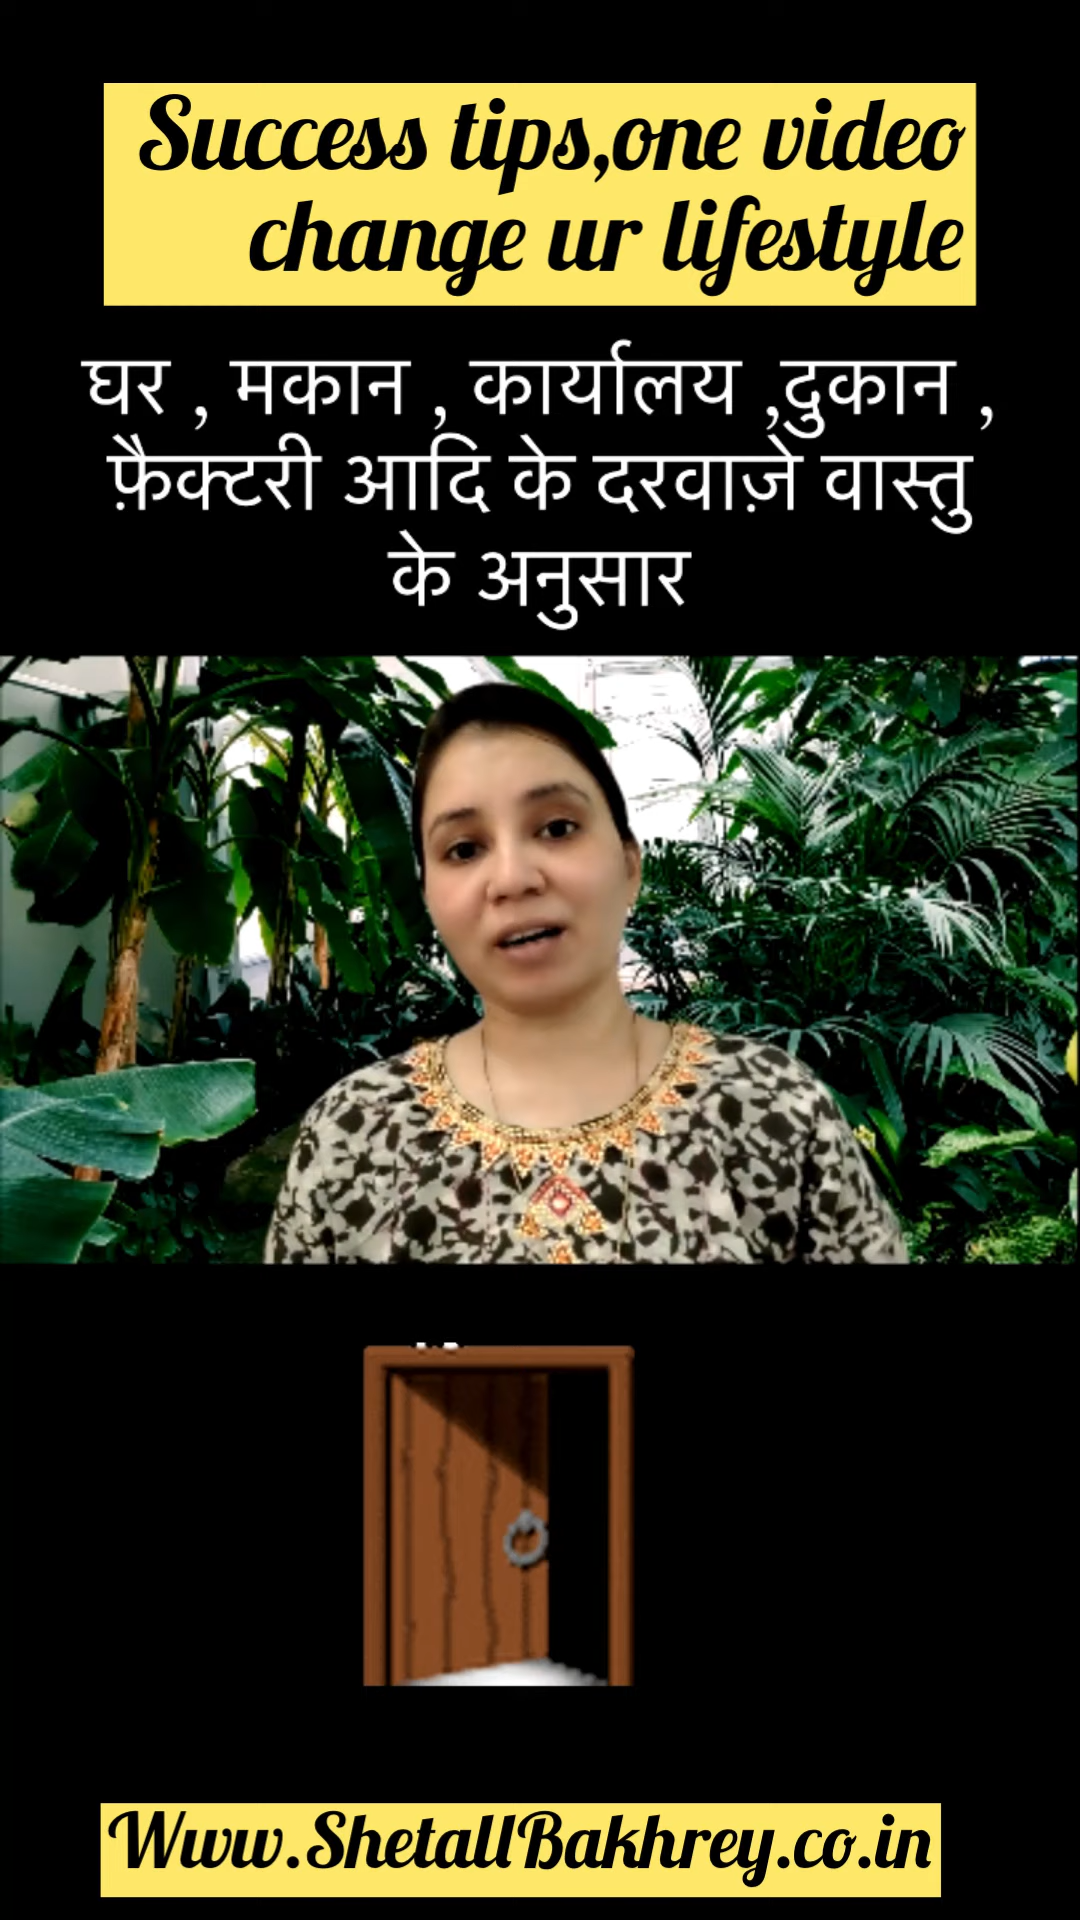 Success tips,one video
change ur lifestyle
घर , मकान , कार्यालय ,दुकान ,
फ़ैक्टरी आदि के दरवाज़े वास्तु
के अनुसार
Www.ShetallBakhrey.co.in